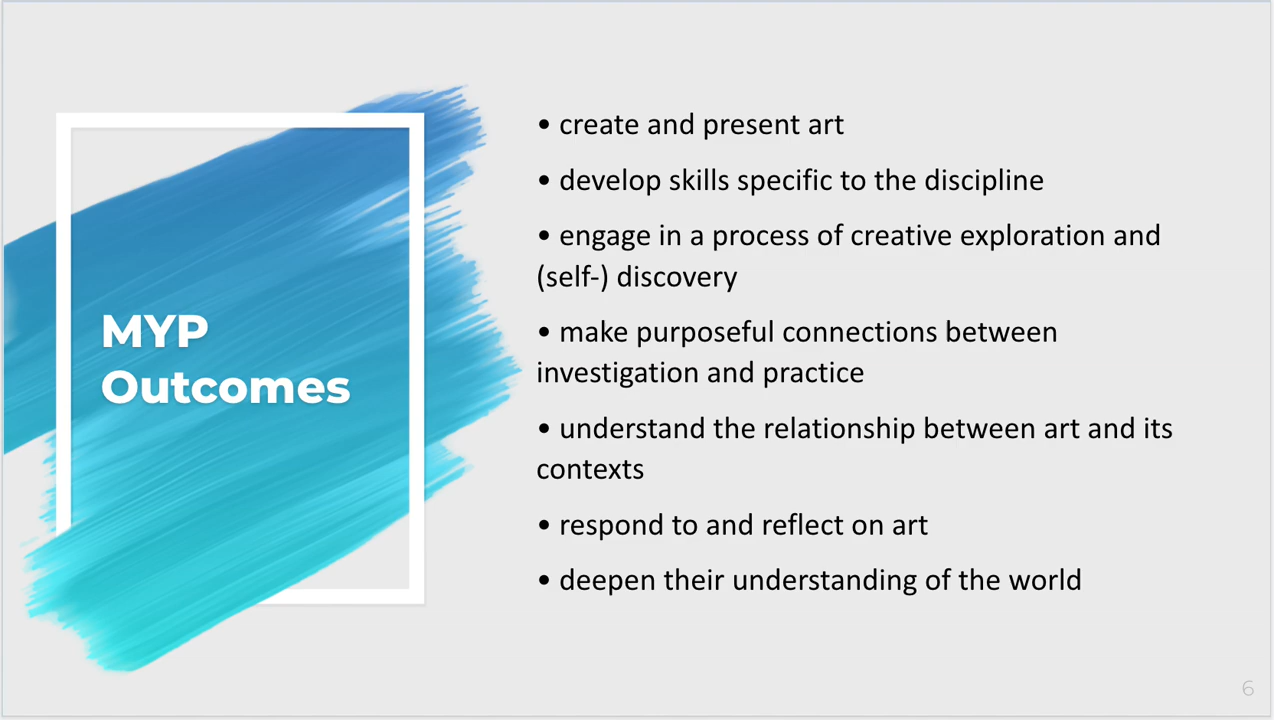 MYP
Outcomes
• create and present art
• develop skills specific to the discipline
• engage in a process of creative exploration and
(self-) discovery
• make purposeful connections between
investigation and practice
• understand the relationship between art and its
contexts
• respond to and reflect on art
• deepen their understanding of the world
6